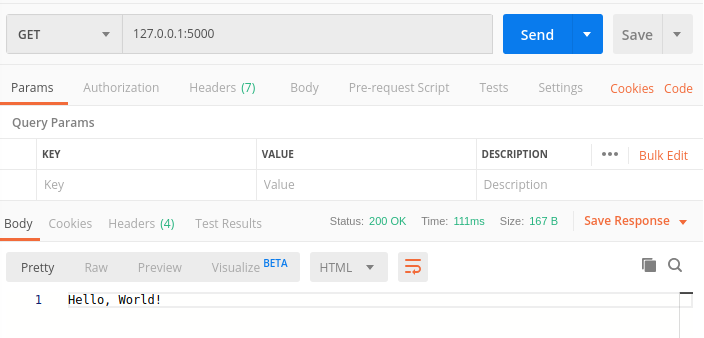 GET 127.0.0.1:5000 Send Save
Params Authorization Headers (7) Body Pre-request Script Tests Settings Cookies Code
Query Params
KEY VALUE DESCRIPTION Bulk Edit
Key Value Description
Body Cookies Headers (4) Test Results Status: 200 OK Time: 111ms Size: 167 B Save Response
Pretty Raw Preview Visualize BETA HTML
1 Hello, World!